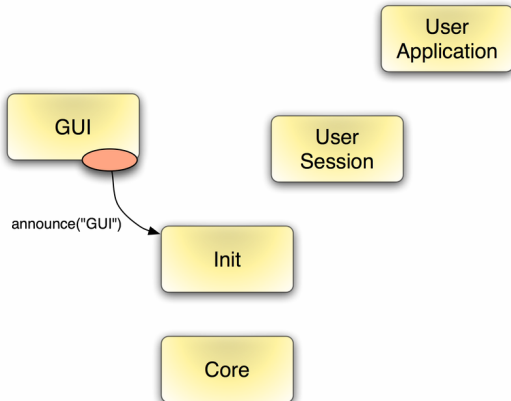 User
Application
GUI
User
Session
announce("GUI")
Init
Core